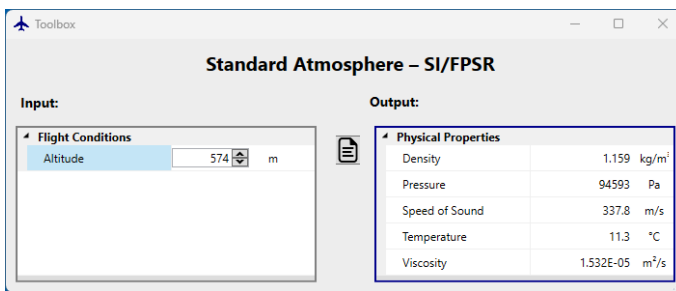 Toolbox
Standard Atmosphere – SI/FPSR
Input:
Output:
Flight Conditions
Altitude 574 m
Physical Properties
Density 1.159 kg/m³
Pressure 94593 Pa
Speed of Sound 337.8 m/s
Temperature 11.3 °C
Viscosity 1.532E-05 m²/s